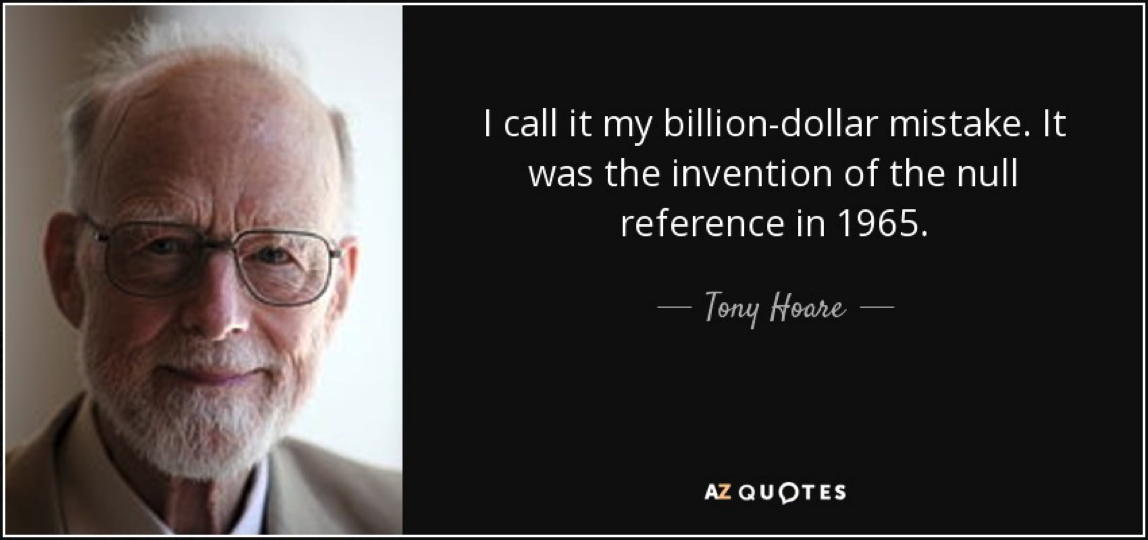 I call it my billion-dollar mistake. It
was the invention of the null
reference in 1965.
Tony Hoare
AZ QUOTES